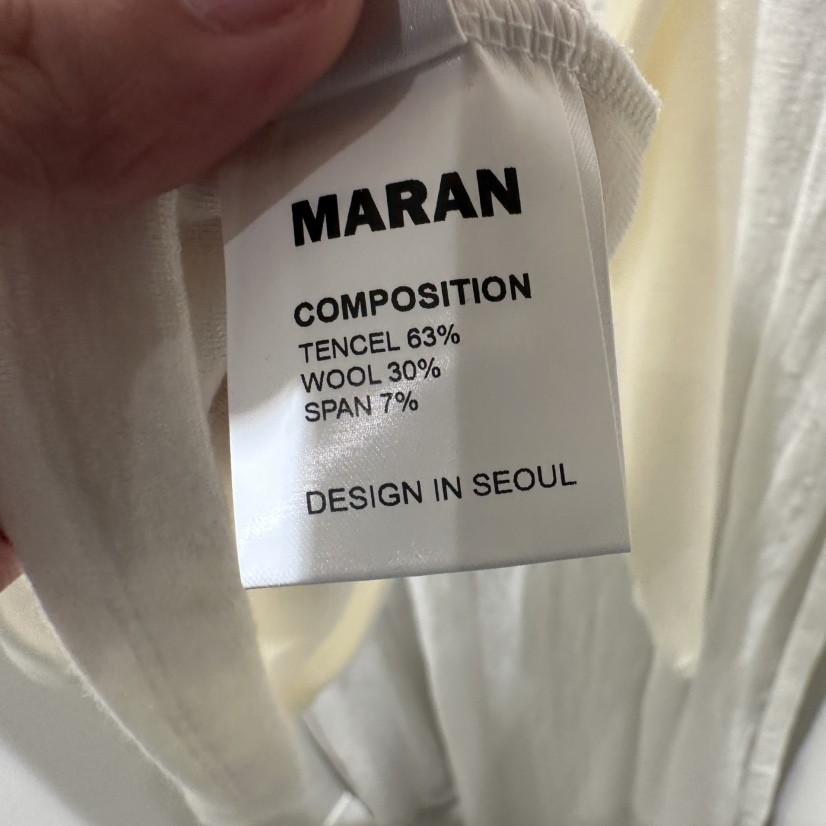 MARAN
COMPOSITION
TENCEL 63%
WOOL 30%
SPAN 7%
DESIGN IN SEOUL